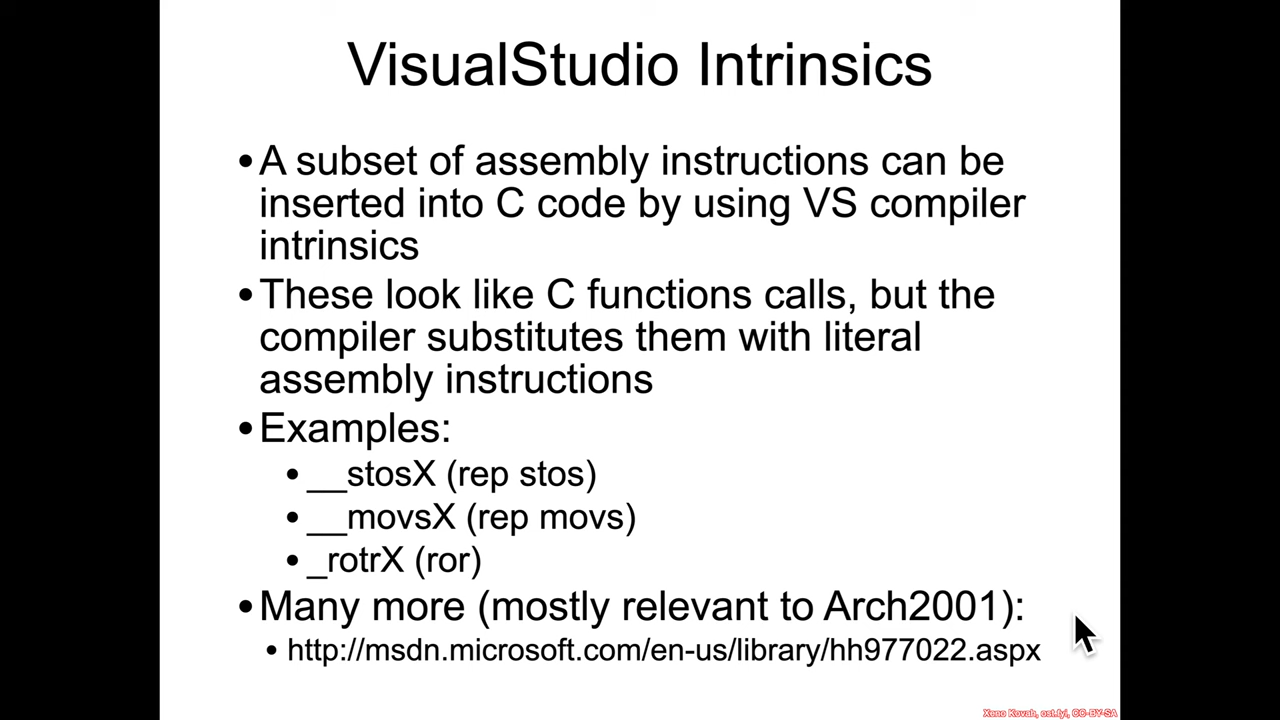 VisualStudio Intrinsics
•A subset of assembly instructions can be
inserted into C code by using VS compiler
intrinsics
•These look like C functions calls, but the
compiler substitutes them with literal
assembly instructions
•Examples:
•__stosX (rep stos)
•__movsX (rep movs)
•_rotrX (ror)
•Many more (mostly relevant to Arch2001):
•http://msdn.microsoft.com/en-us/library/hh977022.aspx
Xeno Kovah, ost.fyi, CC-BY-SA